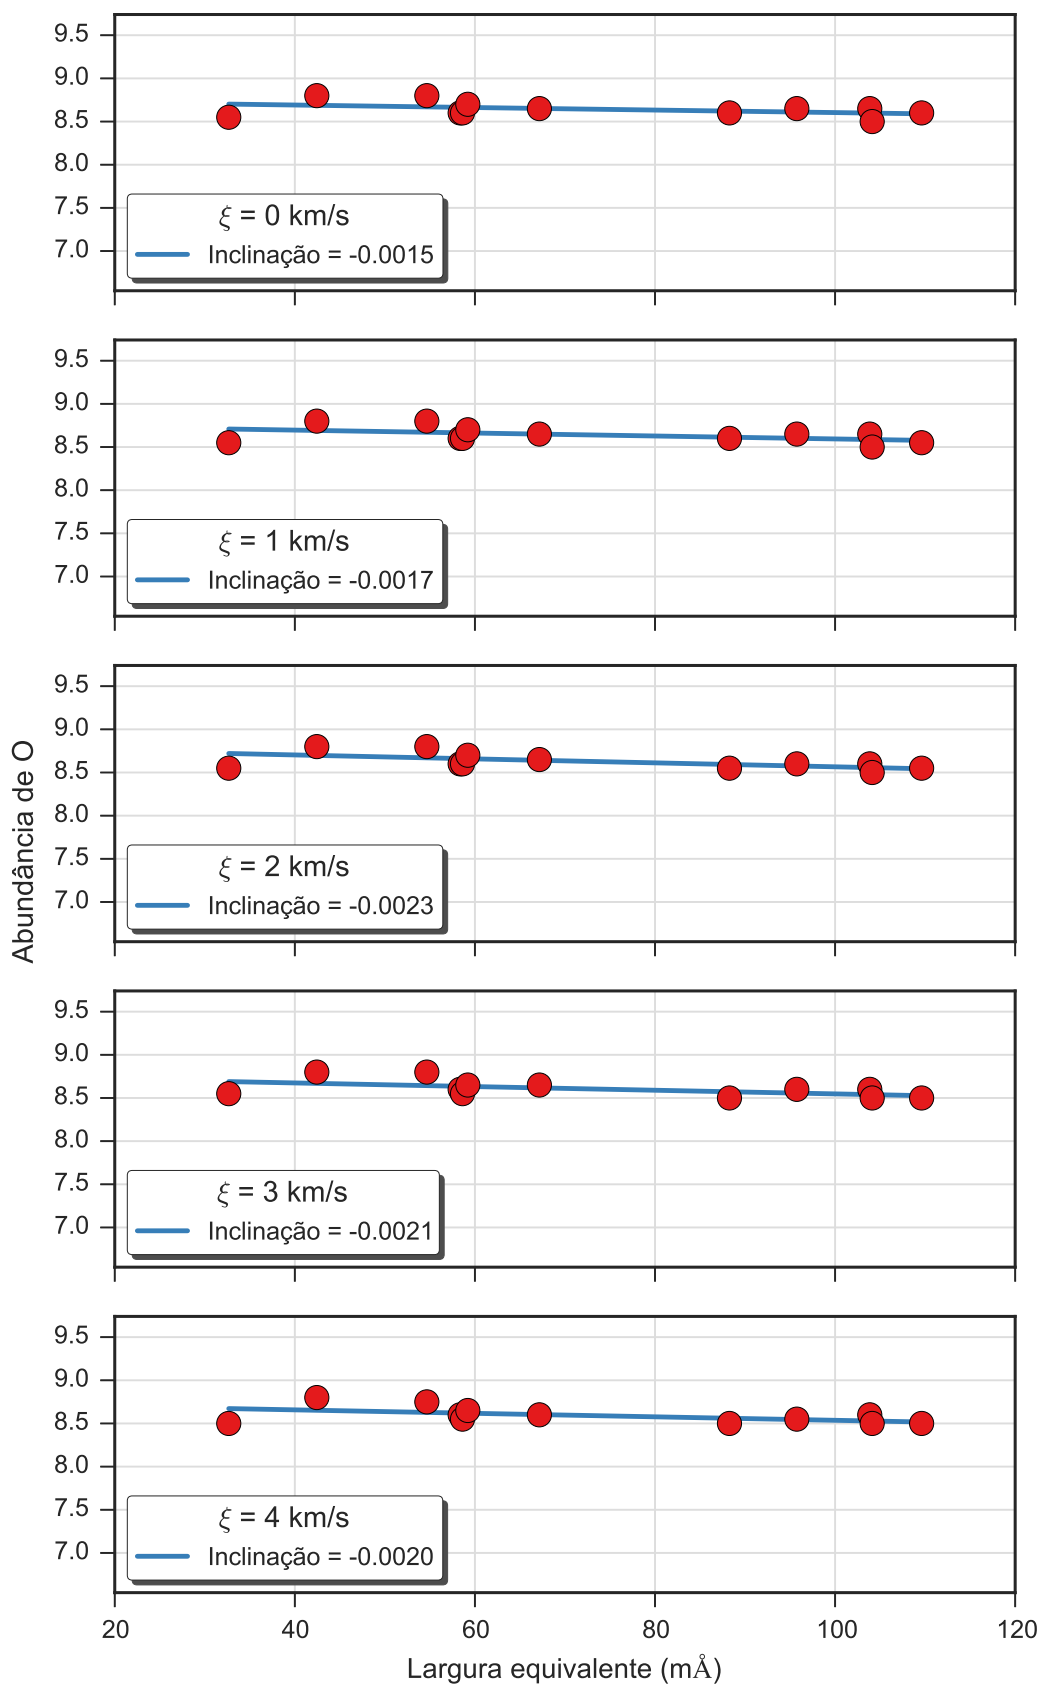 9.5
9.0
8.5
8.0
7.5
7.0
ξ = 0 km/s
Inclinação = -0.0015
9.5
9.0
8.5
8.0
7.5
7.0
ξ = 1 km/s
Inclinação = -0.0017
Abundância de O
9.5
9.0
8.5
8.0
7.5
7.0
ξ = 2 km/s
Inclinação = -0.0023
9.5
9.0
8.5
8.0
7.5
7.0
ξ = 3 km/s
Inclinação = -0.0021
9.5
9.0
8.5
8.0
7.5
7.0
ξ = 4 km/s
Inclinação = -0.0020
20 40 60 80 100 120
Largura equivalente (mÅ)